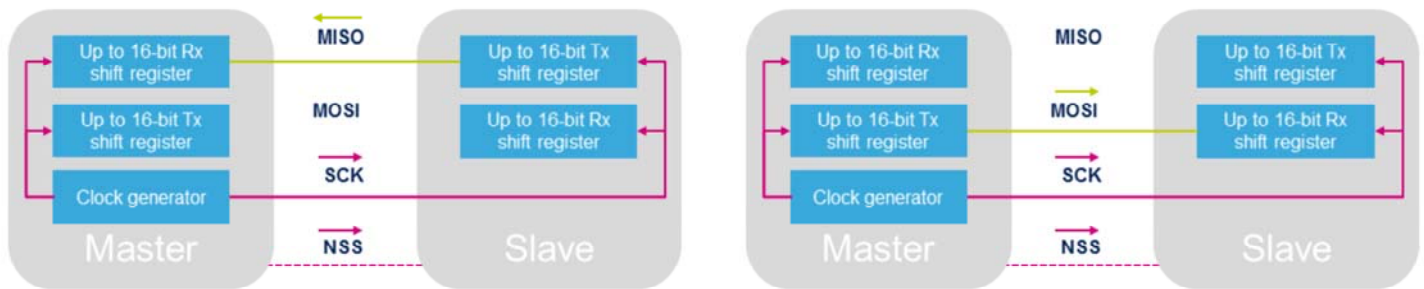 MISO
Up to 16-bit Rx
shift register
Up to 16-bit Tx
shift register
MOSI
Up to 16-bit Tx
shift register
Up to 16-bit Rx
shift register
SCK
Clock generator
Master
NSS
Slave
MISO
Up to 16-bit Rx
shift register
Up to 16-bit Tx
shift register
MOSI
Up to 16-bit Tx
shift register
Up to 16-bit Rx
shift register
SCK
Clock generator
Master
NSS
Slave